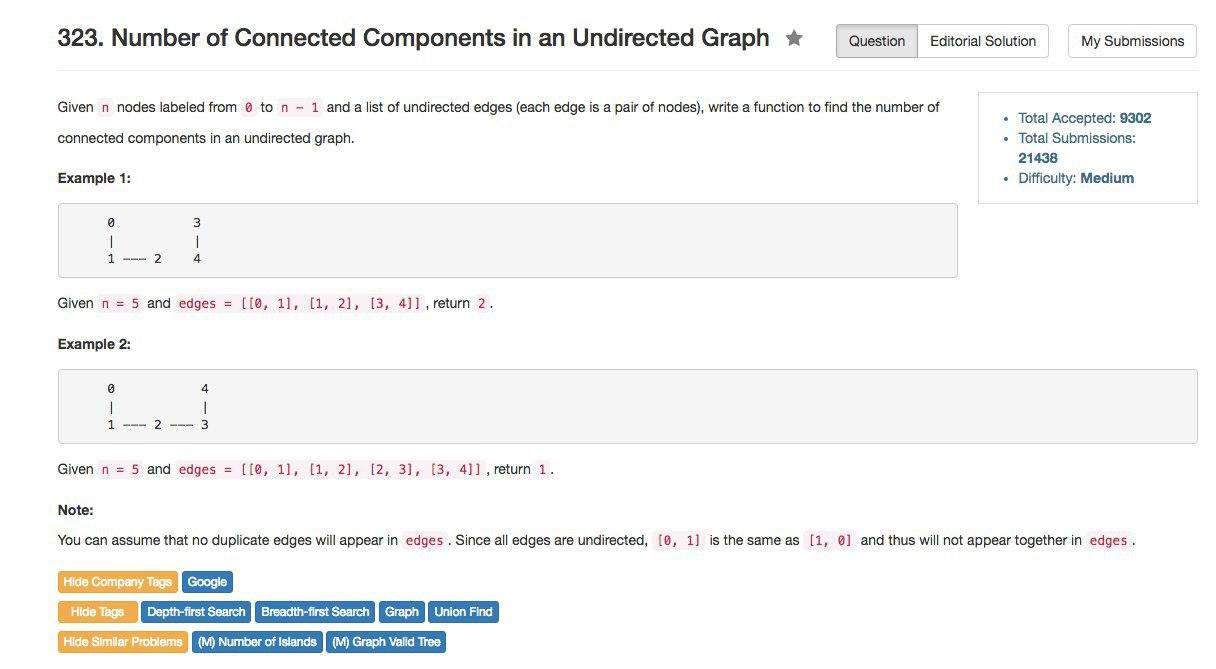 323. Number of Connected Components in an Undirected Graph ★ Question Editorial Solution My Submissions
Given n nodes labeled from 0 to n - 1 and a list of undirected edges (each edge is a pair of nodes), write a function to find the number of
connected components in an undirected graph.
• Total Accepted: 9302
• Total Submissions:
21438
• Difficulty: Medium
Example 1:
0 3
| |
1 --- 2 4
Given n = 5 and edges = [[0, 1], [1, 2], [3, 4]] , return 2 .
Example 2:
0 4
| |
1 --- 2 --- 3
Given n = 5 and edges = [[0, 1], [1, 2], [2, 3], [3, 4]] , return 1 .
Note:
You can assume that no duplicate edges will appear in edges . Since all edges are undirected, [0, 1] is the same as [1, 0] and thus will not appear together in edges .
Hide Company Tags Google
Hide Tags Depth-first Search Breadth-first Search Graph Union Find
Hide Similar Problems (M) Number of Islands (M) Graph Valid Tree